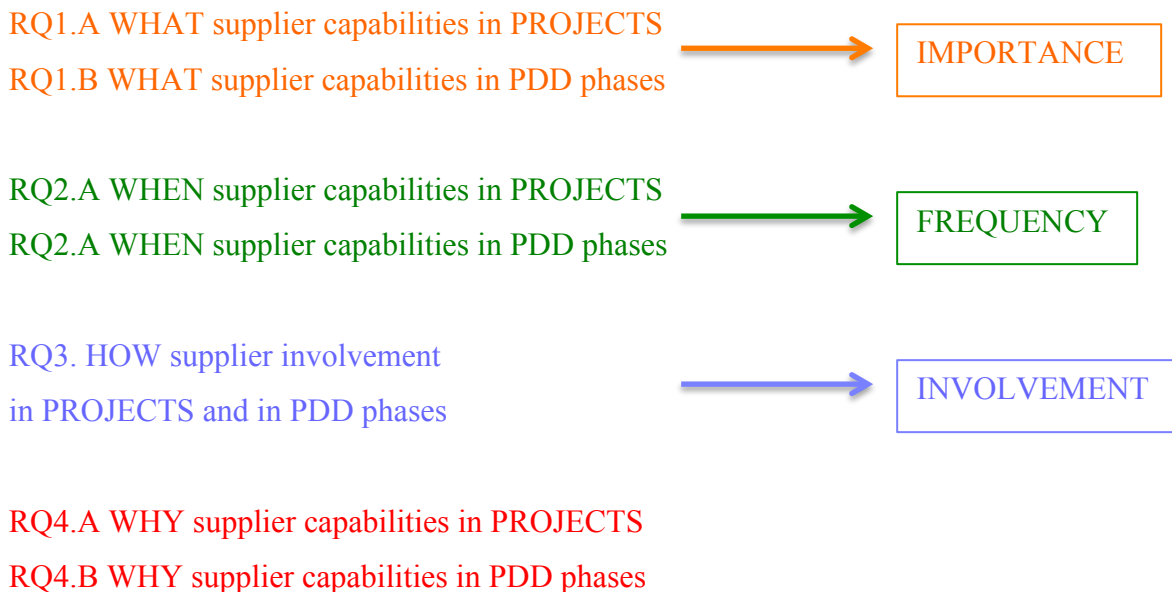 RQ1.A WHAT supplier capabilities in PROJECTS
RQ1.B WHAT supplier capabilities in PDD phases
IMPORTANCE
RQ2.A WHEN supplier capabilities in PROJECTS
RQ2.A WHEN supplier capabilities in PDD phases
FREQUENCY
RQ3. HOW supplier involvement
in PROJECTS and in PDD phases
INVOLVEMENT
RQ4.A WHY supplier capabilities in PROJECTS
RQ4.B WHY supplier capabilities in PDD phases